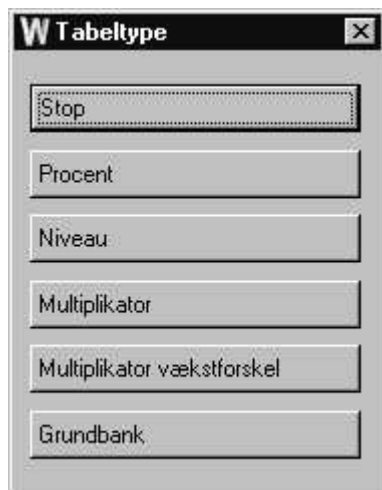 W Tabeltype
Stop
Procent
Niveau
Multiplikator
Multiplikator vækstforskel
Grundbank